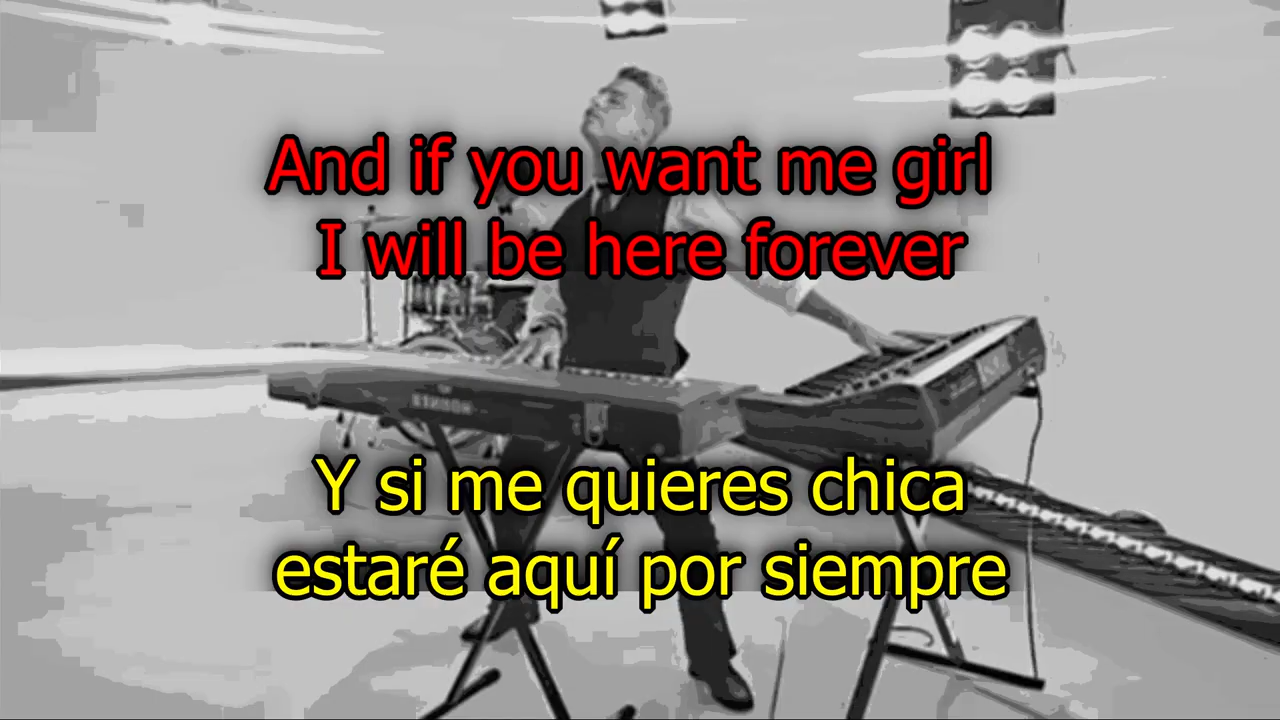 And if you want me girl
I will be here forever
Y si me quieres chica
estaré aquí por siempre